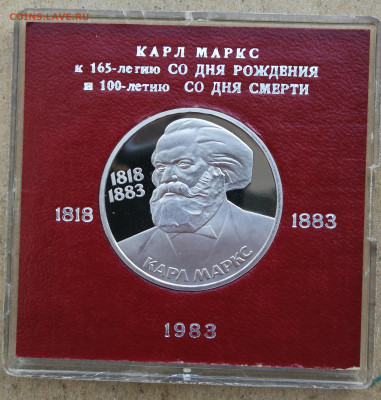 COINS.LAVE.RU
КАРЛ МАРКС
к 165-летию СО ДНЯ РОЖДЕНИЯ
и 100-летию СО ДНЯ СМЕРТИ
1818
1883
1818
1883
КАРЛ МАРКС
1983